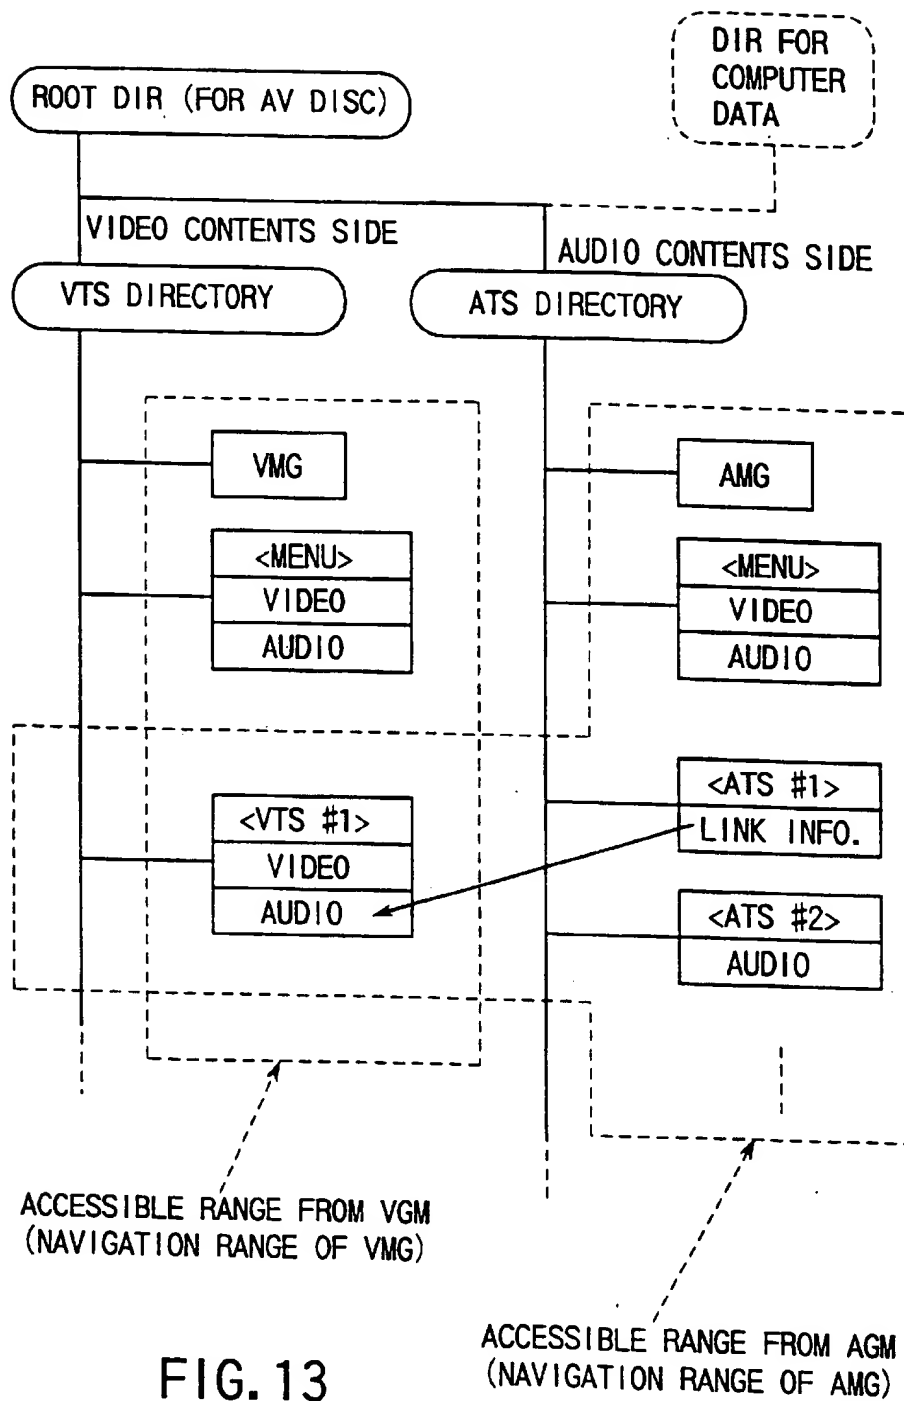 DIR FOR
COMPUTER
DATA
ROOT DIR (FOR AV DISC)
VIDEO CONTENTS SIDE
AUDIO CONTENTS SIDE
VTS DIRECTORY
ATS DIRECTORY
VMG
AMG
<MENU>
VIDEO
AUDIO
<MENU>
VIDEO
AUDIO
<VTS #1>
VIDEO
AUDIO
<ATS #1>
LINK INFO.
<ATS #2>
AUDIO
ACCESSIBLE RANGE FROM VGM
(NAVIGATION RANGE OF VMG)
ACCESSIBLE RANGE FROM AGM
(NAVIGATION RANGE OF AMG)
FIG.13